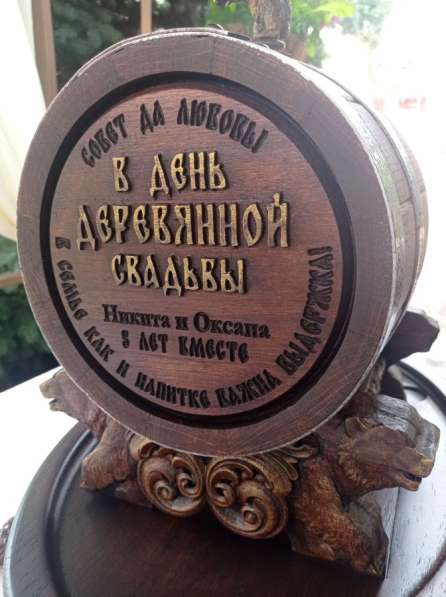 СОВЕТ ДА ЛЮБОВЬ!
В ДЕНЬ
ДЕРЕВЯННОЙ
СВАДЬБЫ
Никита и Оксана
5 ЛЕТ ВМЕСТЕ
В СЕМЬЕ КАК И НАПИТКЕ ВАЖНА ВЫДЕРЖКА!